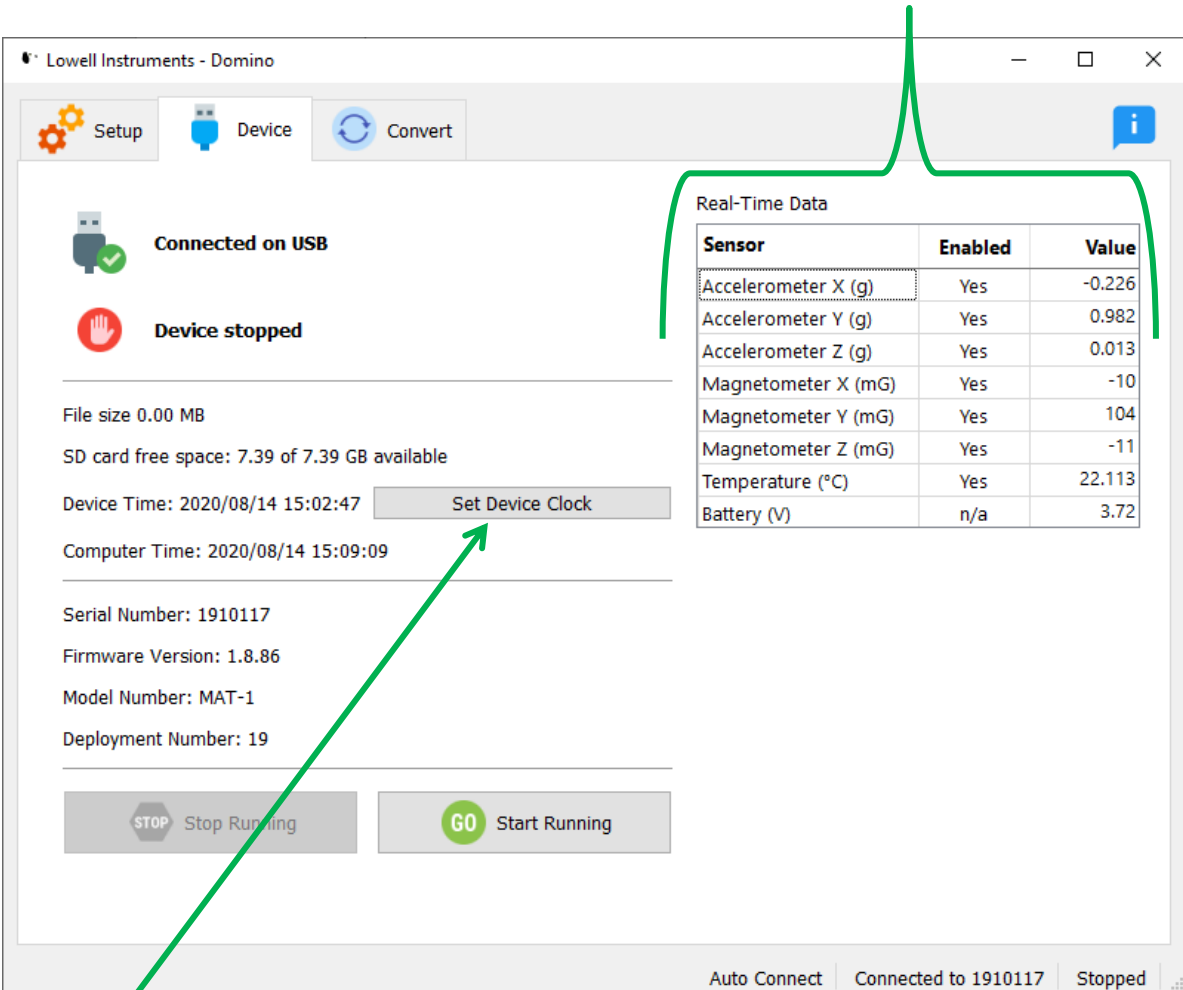 Lowell Instruments - Domino
Setup Device Convert
Connected on USB
Device stopped
File size 0.00 MB
SD card free space: 7.39 of 7.39 GB available
Device Time: 2020/08/14 15:02:47 Set Device Clock
Computer Time: 2020/08/14 15:09:09
Serial Number: 1910117
Firmware Version: 1.8.86
Model Number: MAT-1
Deployment Number: 19
STOP Stop Running GO Start Running
Real-Time Data
Sensor Enabled Value
Accelerometer X (g) Yes -0.226
Accelerometer Y (g) Yes 0.982
Accelerometer Z (g) Yes 0.013
Magnetometer X (mG) Yes -10
Magnetometer Y (mG) Yes 104
Magnetometer Z (mG) Yes -11
Temperature (°C) Yes 22.113
Battery (V) n/a 3.72
Auto Connect Connected to 1910117 Stopped